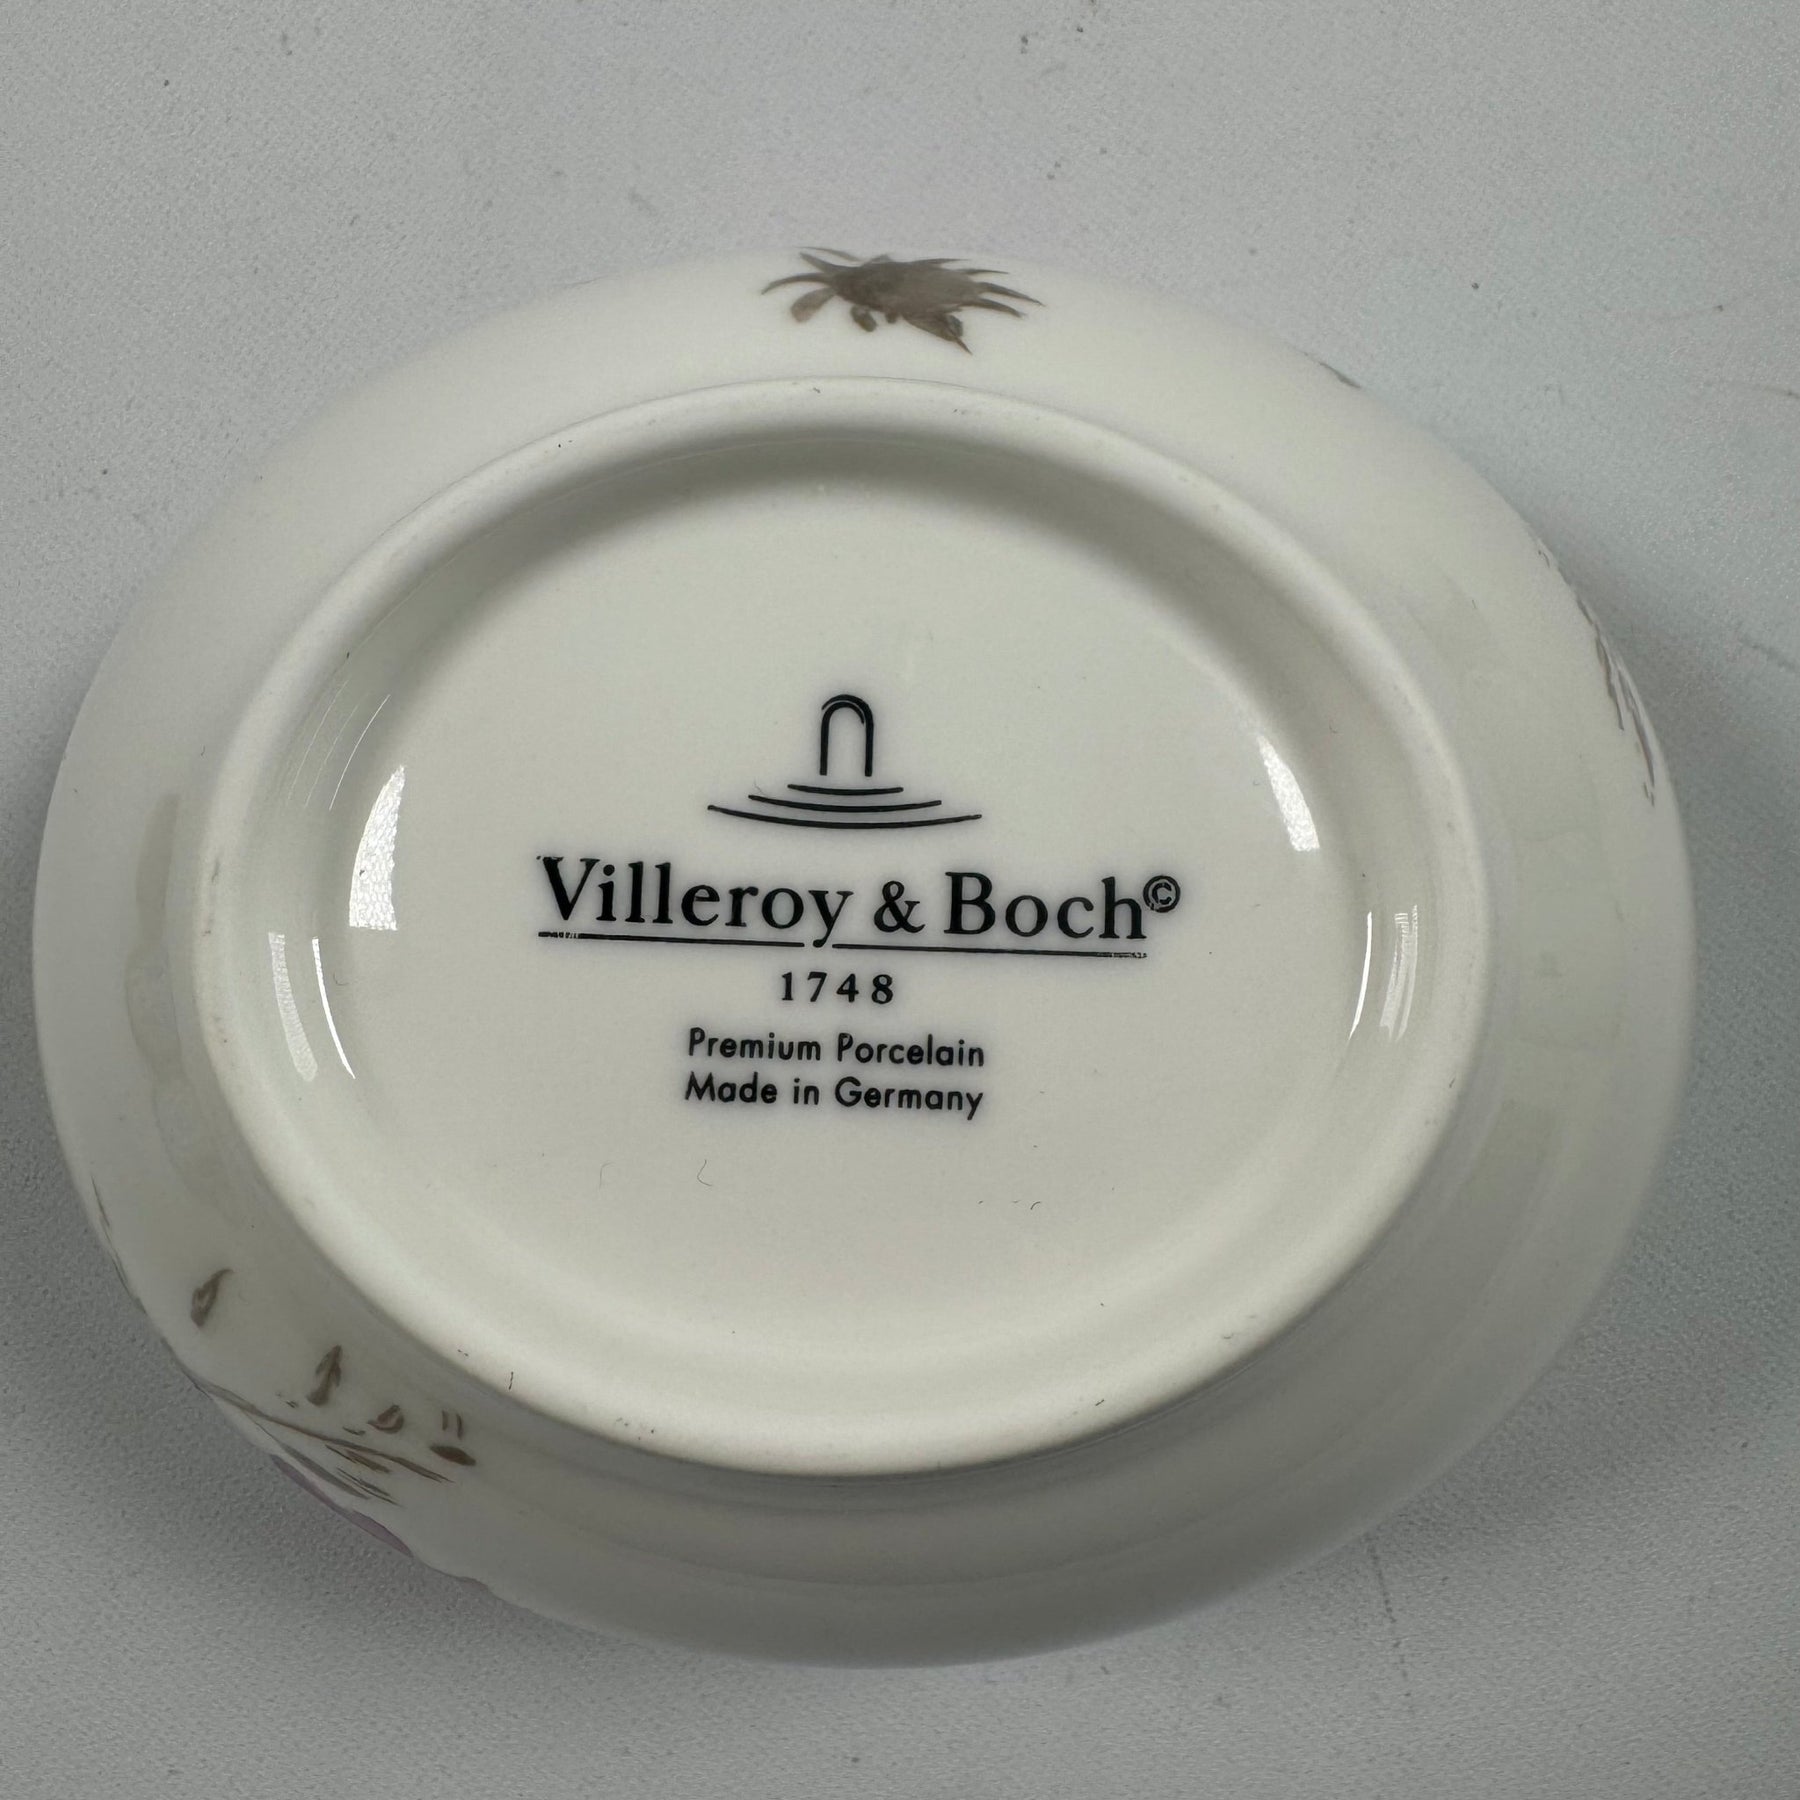 Villeroy & Boch©
1748
Premium Porcelain
Made in Germany